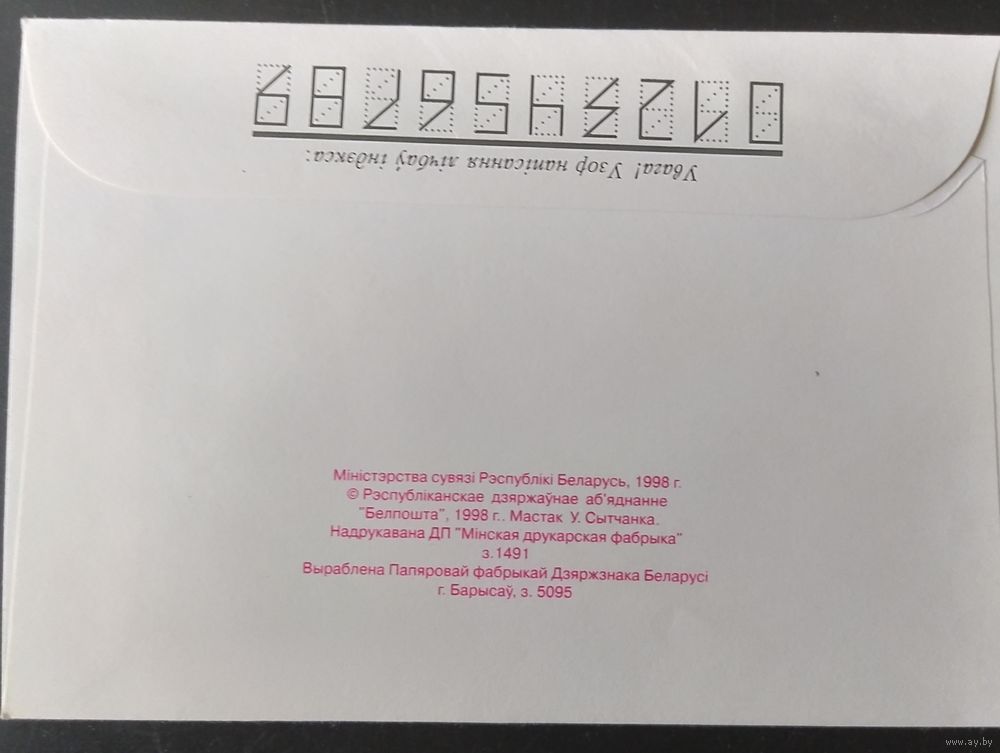 Увага! Узор напісання лічбаў індэкса:
0123456789
Міністэрства сувязі Рэспублікі Беларусь, 1998 г.
© Рэспубліканскае дзяржаўнае аб'яднанне
"Белпошта", 1998 г.. Мастак У. Сытчанка.
Надрукавана ДП "Мінская друкарская фабрыка"
з.1491
Выраблена Папяровай фабрыкай Дзяржзнака Беларусі
г. Барысаў, з. 5095
www.ay.by